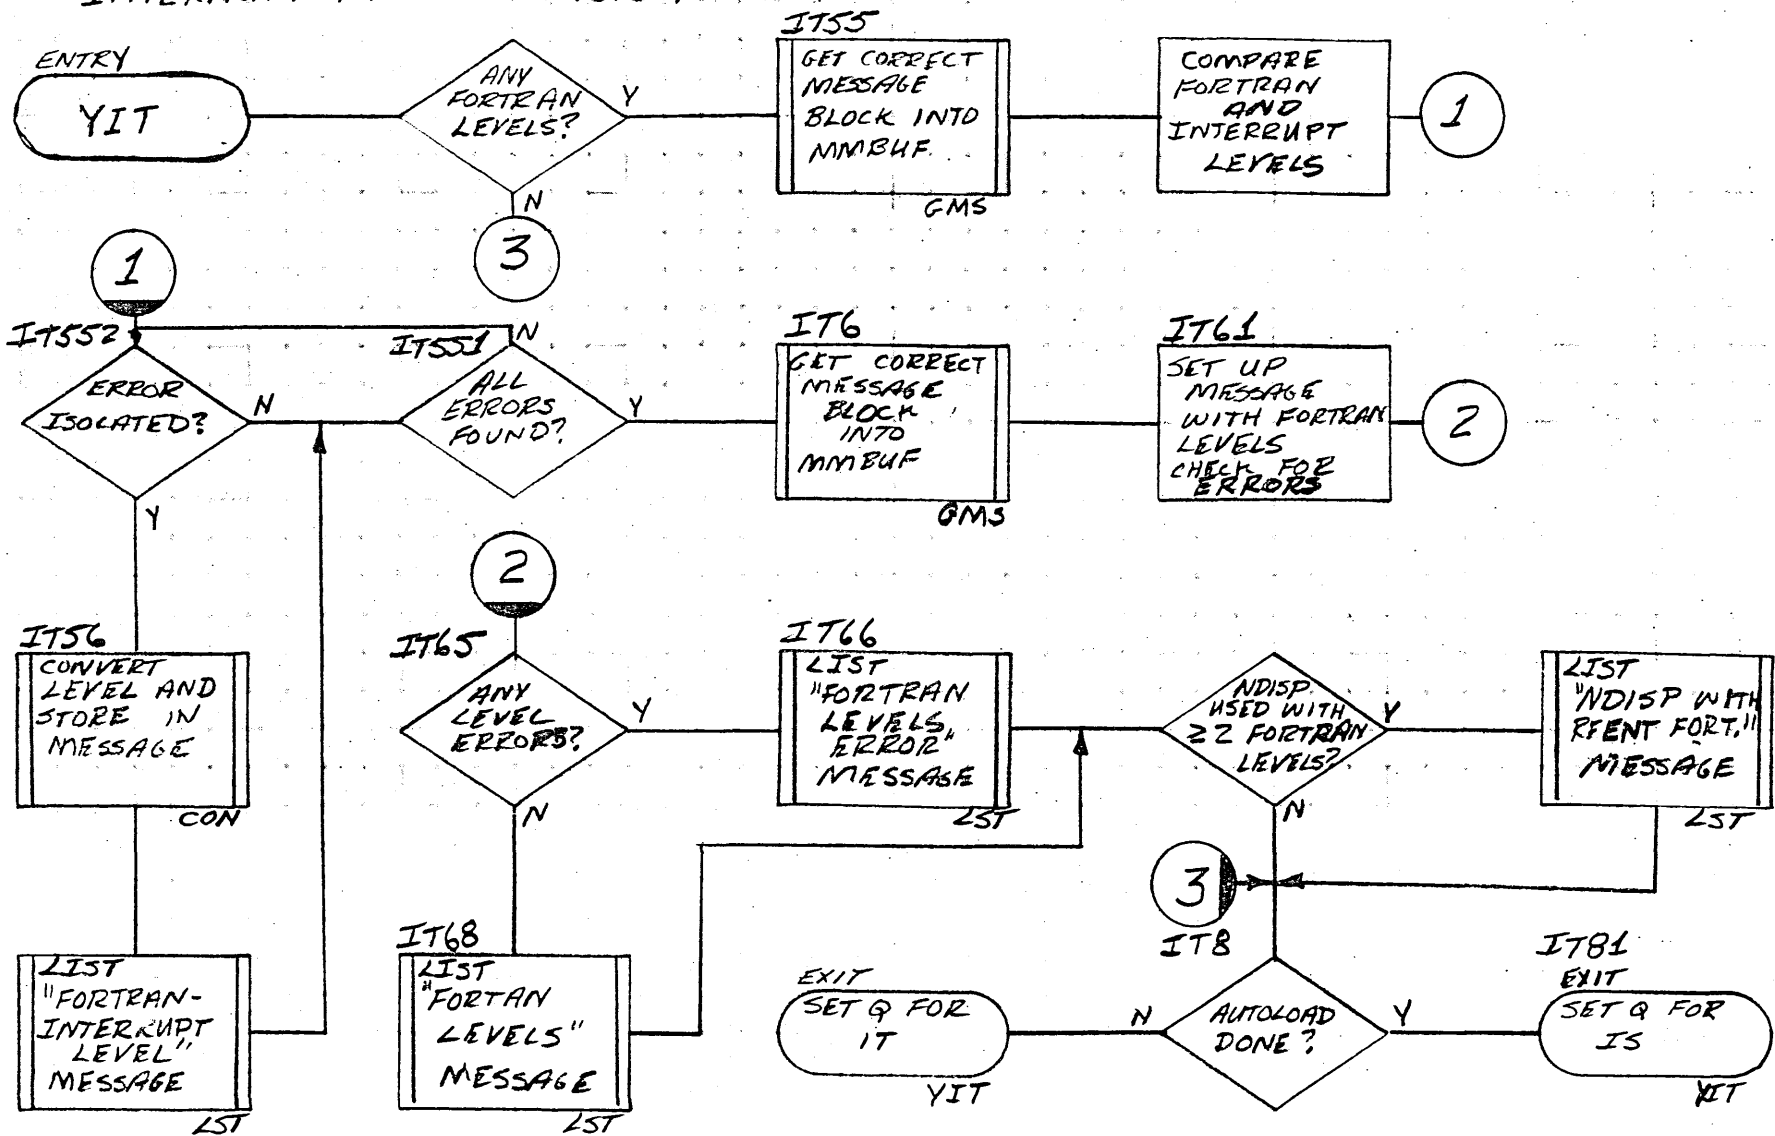 ENTRY
YIT
ANY
FORTRAN
LEVELS?
Y
N
3
IT55
GET CORRECT
MESSAGE
BLOCK INTO
MMBUF.
GMS
COMPARE
FORTRAN
AND
INTERRUPT
LEVELS
1
1
IT552
ERROR
ISOLATED?
N
Y
IT551
N
ALL
ERRORS
FOUND?
Y
IT6
GET CORRECT
MESSAGE
BLOCK
INTO
MMBUF
GMS
IT61
SET UP
MESSAGE
WITH FORTRAN
LEVELS
CHECK FOR
ERRORS
2
IT56
CONVERT
LEVEL AND
STORE IN
MESSAGE
CON
2
IT65
ANY
LEVEL
ERRORS?
Y
N
IT66
LIST
"FORTRAN
LEVELS
ERROR"
MESSAGE
LST
NDISP
USED WITH
≥2 FORTRAN
LEVELS?
Y
N
LIST
"NDISP WITH
REENT FORT."
MESSAGE
LST
LIST
"FORTRAN-
INTERRUPT
LEVEL"
MESSAGE
LST
IT68
LIST
"FORTAN
LEVELS"
MESSAGE
LST
3
IT8
EXIT
SET Q FOR
IT
YIT
N
AUTOLOAD
DONE?
Y
IT81
EXIT
SET Q FOR
IS
YIT